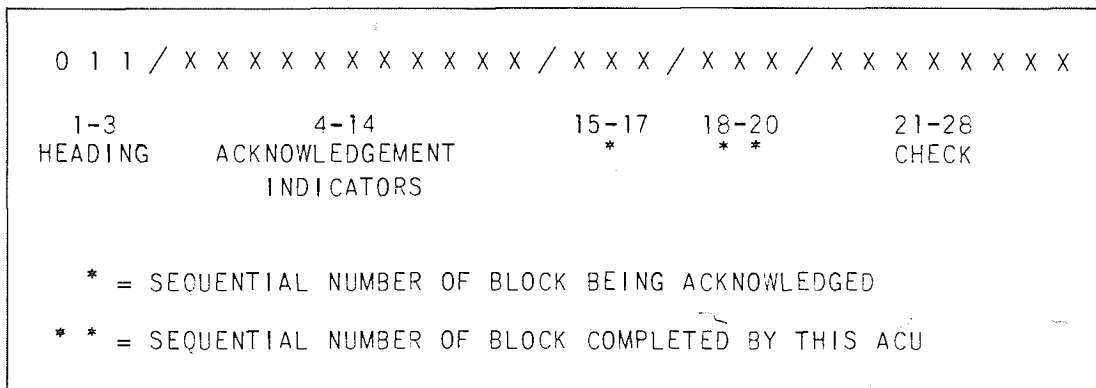 0 1 1 / X X X X X X X X X X X / X X X / X X X / X X X X X X X X
1-3 4-14 15-17 18-20 21-28
HEADING ACKNOWLEDGEMENT * * * CHECK
INDICATORS
* = SEQUENTIAL NUMBER OF BLOCK BEING ACKNOWLEDGED
* * = SEQUENTIAL NUMBER OF BLOCK COMPLETED BY THIS ACU